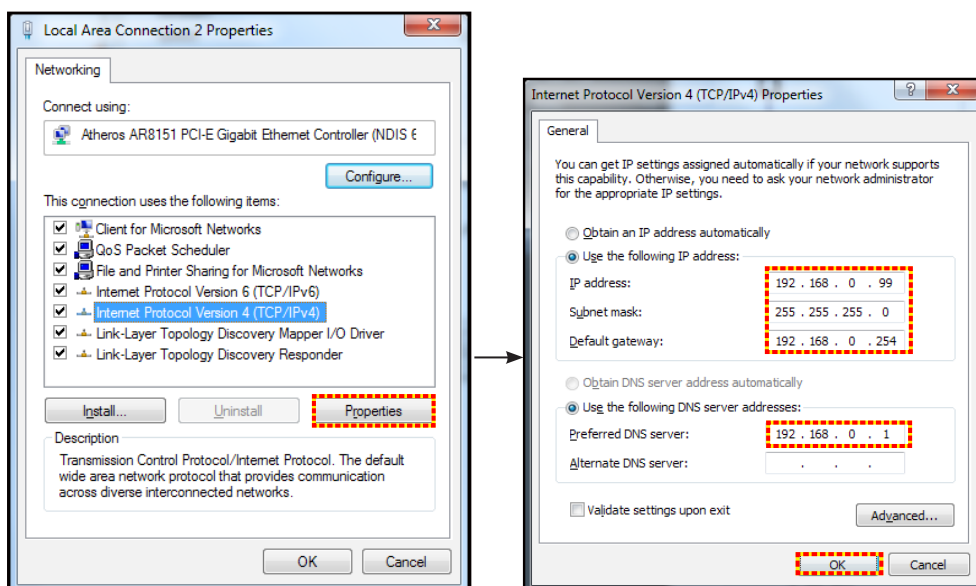 Local Area Connection 2 Properties
Networking
Connect using:
Atheros AR8151 PCI-E Gigabit Ethernet Controller (NDIS 6
Configure...
This connection uses the following items:
Client for Microsoft Networks
QoS Packet Scheduler
File and Printer Sharing for Microsoft Networks
Internet Protocol Version 6 (TCP/IPv6)
Internet Protocol Version 4 (TCP/IPv4)
Link-Layer Topology Discovery Mapper I/O Driver
Link-Layer Topology Discovery Responder
Install...
Uninstall
Properties
Description
Transmission Control Protocol/Internet Protocol. The default
wide area network protocol that provides communication
across diverse interconnected networks.
OK
Cancel
Internet Protocol Version 4 (TCP/IPv4) Properties
General
You can get IP settings assigned automatically if your network supports
this capability. Otherwise, you need to ask your network administrator
for the appropriate IP settings.
Obtain an IP address automatically
Use the following IP address:
IP address: 192 . 168 . 0 . 99
Subnet mask: 255 . 255 . 255 . 0
Default gateway: 192 . 168 . 0 . 254
Obtain DNS server address automatically
Use the following DNS server addresses:
Preferred DNS server: 192 . 168 . 0 . 1
Alternate DNS server: . . .
Validate settings upon exit
Advanced...
OK
Cancel